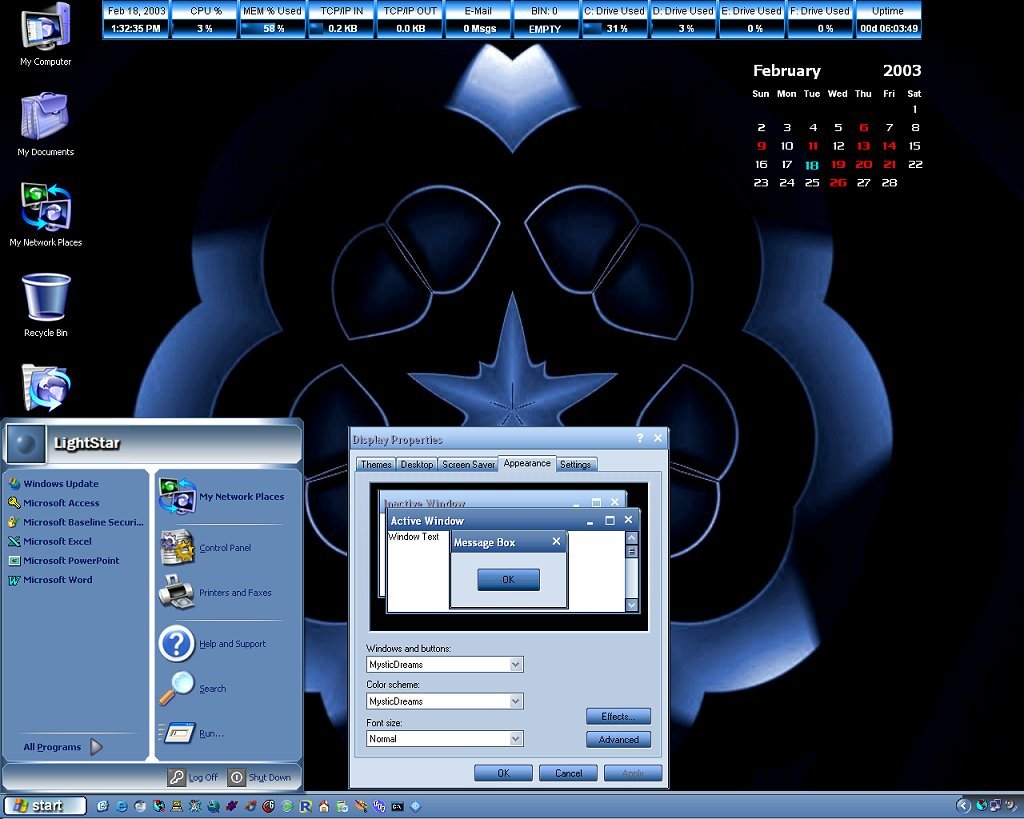 Feb 18, 2003 CPU % MEM % Used TCP/IP IN TCP/IP OUT E-Mail BIN: 0 C: Drive Used D: Drive Used E: Drive Used F: Drive Used Uptime
1:32:35 PM 3 % 58 % 0.2 KB 0.0 KB 0 Msgs EMPTY 31 % 3 % 0 % 0 % 00d 06:03:49
My Computer
My Documents
My Network Places
Recycle Bin
February 2003
Sun Mon Tue Wed Thu Fri Sat
1
2 3 4 5 6 7 8
9 10 11 12 13 14 15
16 17 18 19 20 21 22
23 24 25 26 27 28
LightStar
Windows Update
Microsoft Access
Microsoft Baseline Securi...
Microsoft Excel
Microsoft PowerPoint
Microsoft Word
All Programs
My Network Places
Control Panel
Printers and Faxes
Help and Support
Search
Run...
Log Off Shut Down
Display Properties
Themes Desktop Screen Saver Appearance Settings
Inactive Window
Active Window
Window Text
Message Box
OK
Windows and buttons:
MysticDreams
Color scheme:
MysticDreams
Font size:
Normal
Effects...
Advanced
OK Cancel Apply
start